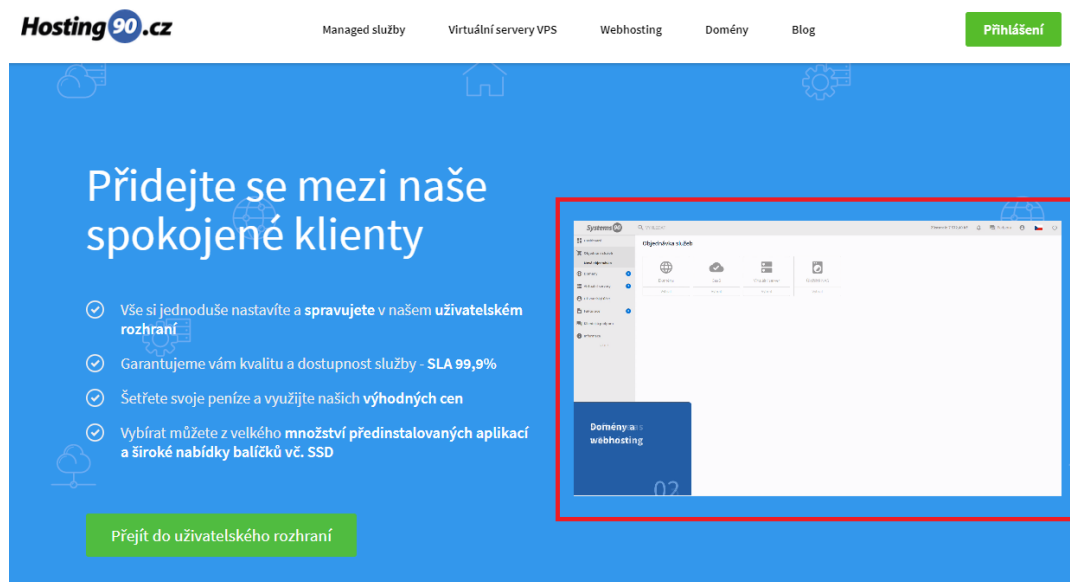 Hosting90.cz
Managed služby
Virtuální servery VPS
Webhosting
Domény
Blog
Přihlášení
Přidejte se mezi naše
spokojené klienty
Vše si jednoduše nastavíte a spravujete v našem uživatelském
rozhraní
Garantujeme vám kvalitu a dostupnost služby - SLA 99,9%
Šetřete svoje peníze a využijte našich výhodných cen
Vybírat můžete z velkého množství předinstalovaných aplikací
a široké nabídky balíčků vč. SSD
Přejít do uživatelského rozhraní
Systems90
Objednávka služeb
Domény a
webhosting
02